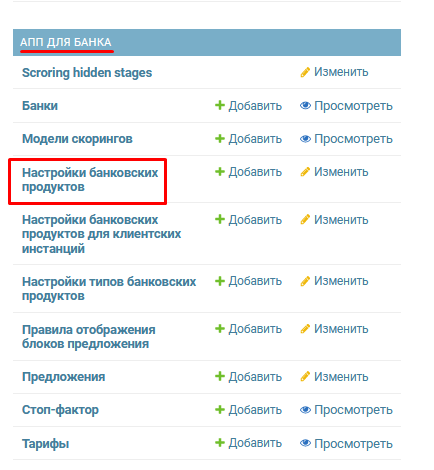 АПП ДЛЯ БАНКА
Scroring hidden stages Изменить
Банки Добавить Просмотреть
Модели скорингов Добавить Просмотреть
Настройки банковских Добавить Изменить
продуктов
Настройки банковских Добавить Изменить
продуктов для клиентских
инстанций
Настройки типов банковских Добавить Изменить
продуктов
Правила отображения Добавить Изменить
блоков предложения
Предложения Добавить Изменить
Стоп-фактор Добавить Просмотреть
Тарифы Добавить Просмотреть